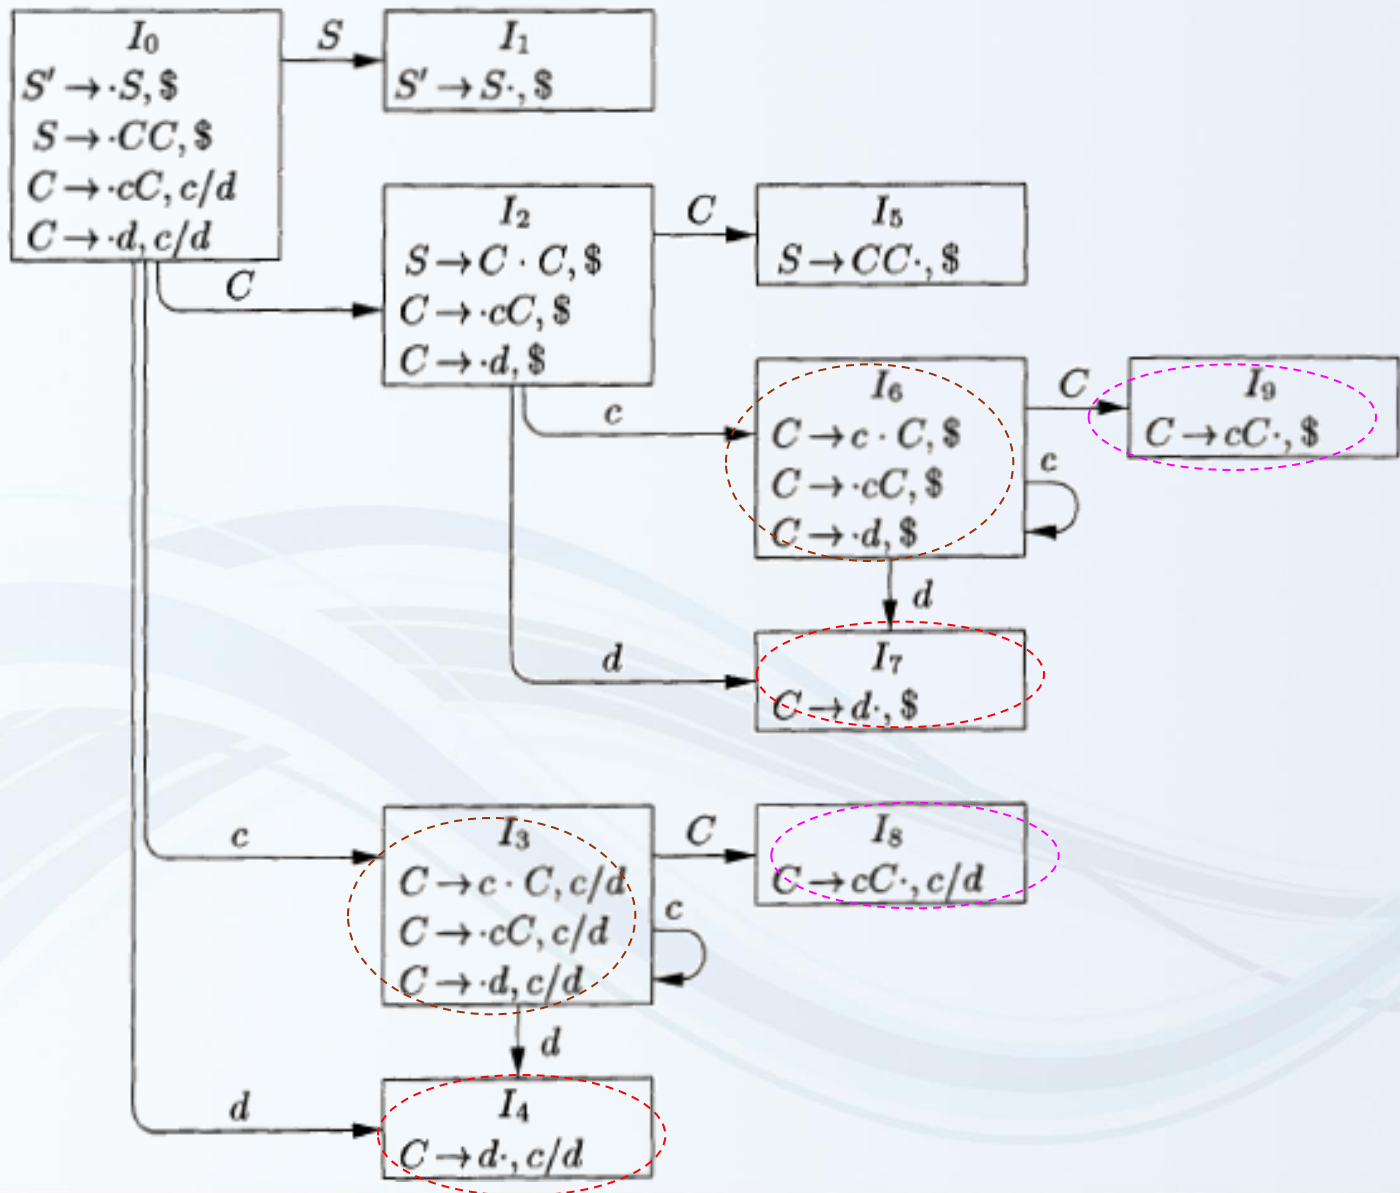 I₀
S′ → ·S, $
S → ·CC, $
C → ·cC, c/d
C → ·d, c/d
S
I₁
S′ → S·, $
C
I₂
S → C · C, $
C → ·cC, $
C → ·d, $
C
I₅
S → CC·, $
c
I₆
C → c · C, $
C → ·cC, $
C → ·d, $
C
I₉
C → cC·, $
c
d
d
I₇
C → d·, $
c
I₃
C → c · C, c/d
C → ·cC, c/d
C → ·d, c/d
C
I₈
C → cC·, c/d
c
d
d
I₄
C → d·, c/d